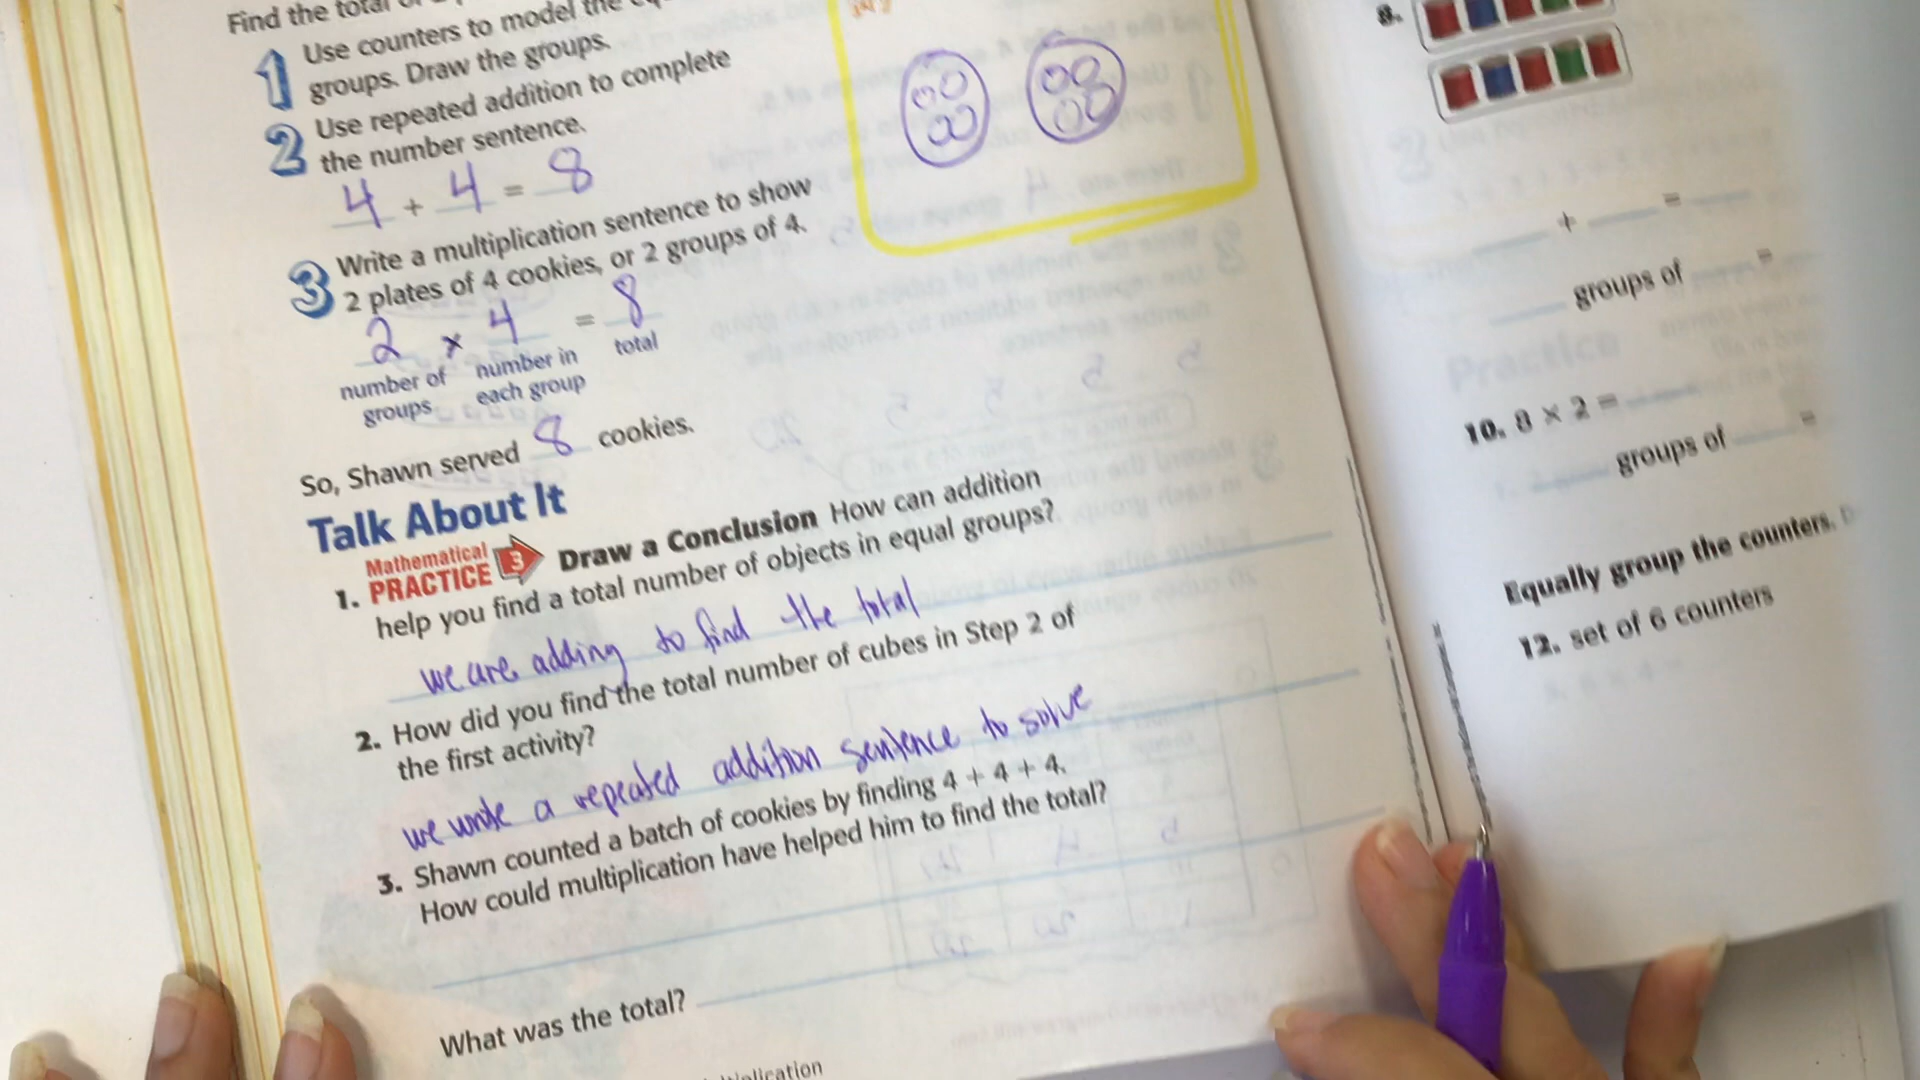 Find the total
1 Use counters to model the
groups. Draw the groups.
2 Use repeated addition to complete
the number sentence.
4 + 4 = 8
3 Write a multiplication sentence to show
2 plates of 4 cookies, or 2 groups of 4.
2 x 4 = 8
number of groups number in each group total
So, Shawn served 8 cookies.
Talk About It
1. Mathematical PRACTICE 3 Draw a Conclusion How can addition
help you find a total number of objects in equal groups?
we are adding to find the total
2. How did you find the total number of cubes in Step 2 of
the first activity?
we write a repeated addition sentence to solve
3. Shawn counted a batch of cookies by finding 4 + 4 + 4.
How could multiplication have helped him to find the total?
What was the total?
+ =
groups of =
10. 8 × 2 =
groups of =
Equally group the counters.
12. set of 6 counters